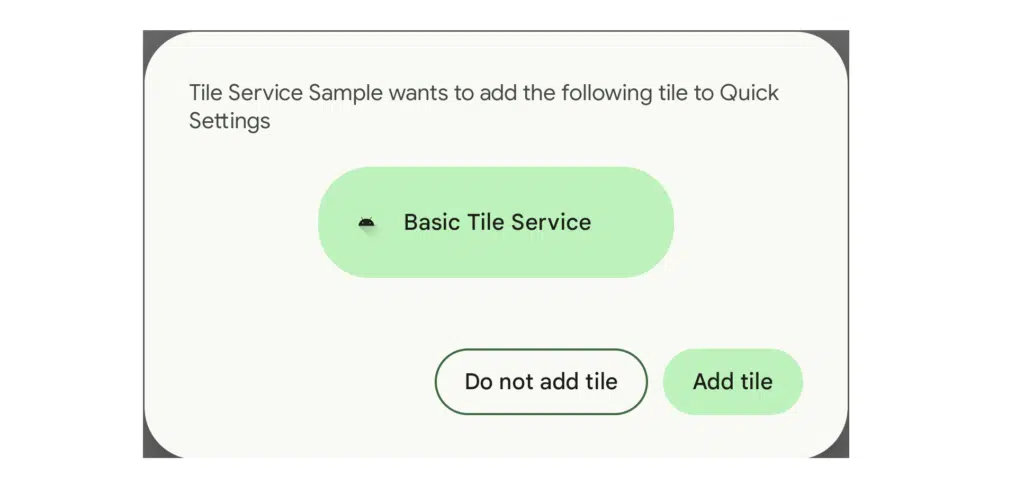 Tile Service Sample wants to add the following tile to Quick
Settings
Basic Tile Service
Do not add tile
Add tile